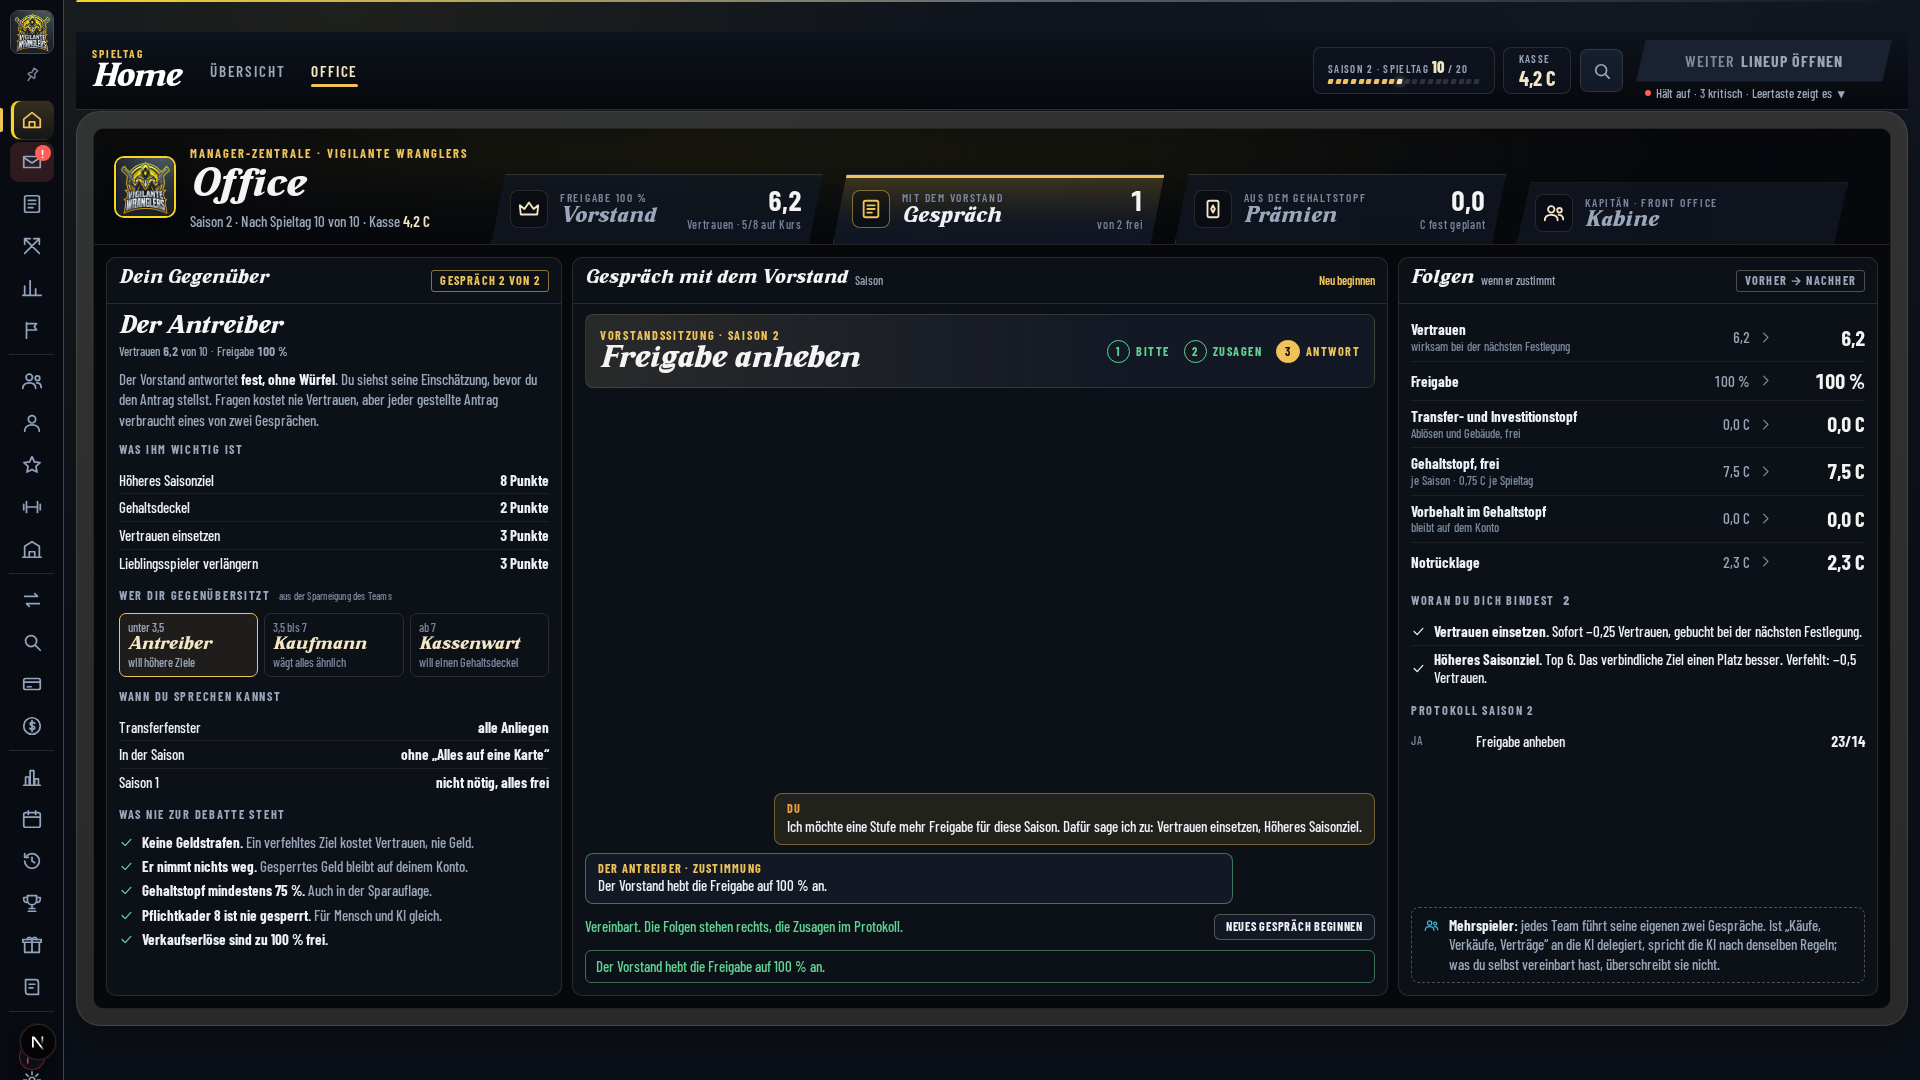 SPIELTAG
Home
ÜBERSICHT
OFFICE
SAISON 2 · SPIELTAG 10 / 20
KASSE
4,2 C
WEITER LINEUP ÖFFNEN
Hält auf · 3 kritisch · Leertaste zeigt es ▼
MANAGER-ZENTRALE · VIGILANTE WRANGLERS
Office
Saison 2 · Nach Spieltag 10 von 10 · Kasse 4,2 C
VIGILANTE
WRANGLERS
FREIGABE 100 %
Vorstand
6,2
Vertrauen · 5/8 auf Kurs
MIT DEM VORSTAND
Gespräch
1
von 2 frei
AUS DEM GEHALTSTOPF
Prämien
0,0
C fest geplant
KAPITÄN · FRONT OFFICE
Kabine
Dein Gegenüber
GESPRÄCH 2 VON 2
Der Antreiber
Vertrauen 6,2 von 10 · Freigabe 100 %
Der Vorstand antwortet fest, ohne Würfel. Du siehst seine Einschätzung, bevor du
den Antrag stellst. Fragen kostet nie Vertrauen, aber jeder gestellte Antrag
verbraucht eines von zwei Gesprächen.
WAS IHM WICHTIG IST
Höheres Saisonziel 8 Punkte
Gehaltsdeckel 2 Punkte
Vertrauen einsetzen 3 Punkte
Lieblingsspieler verlängern 3 Punkte
WER DIR GEGENÜBERSITZT aus der Sparneigung des Teams
unter 3,5
Antreiber
will höhere Ziele
3,5 bis 7
Kaufmann
wägt alles ähnlich
ab 7
Kassenwart
will einen Gehaltsdeckel
WANN DU SPRECHEN KANNST
Transferfenster alle Anliegen
In der Saison ohne „Alles auf eine Karte“
Saison 1 nicht nötig, alles frei
WAS NIE ZUR DEBATTE STEHT
Keine Geldstrafen. Ein verfehltes Ziel kostet Vertrauen, nie Geld.
Er nimmt nichts weg. Gesperrtes Geld bleibt auf deinem Konto.
Gehaltstopf mindestens 75 %. Auch in der Sparauflage.
Pflichtkader 8 ist nie gesperrt. Für Mensch und KI gleich.
Verkaufserlöse sind zu 100 % frei.
Gespräch mit dem Vorstand Saison
Neu beginnen
VORSTANDSSITZUNG · SAISON 2
Freigabe anheben
1 BITTE
2 ZUSAGEN
3 ANTWORT
DU
Ich möchte eine Stufe mehr Freigabe für diese Saison. Dafür sage ich zu: Vertrauen einsetzen, Höheres Saisonziel.
DER ANTREIBER · ZUSTIMMUNG
Der Vorstand hebt die Freigabe auf 100 % an.
Vereinbart. Die Folgen stehen rechts, die Zusagen im Protokoll.
NEUES GESPRÄCH BEGINNEN
Der Vorstand hebt die Freigabe auf 100 % an.
Folgen wenn er zustimmt
VORHER → NACHHER
Vertrauen
wirksam bei der nächsten Festlegung
6,2 > 6,2
Freigabe 100 % > 100 %
Transfer- und Investitionstopf
Ablösen und Gebäude, frei
0,0 C > 0,0 C
Gehaltstopf, frei
je Saison · 0,75 C je Spieltag
7,5 C > 7,5 C
Vorbehalt im Gehaltstopf
bleibt auf dem Konto
0,0 C > 0,0 C
Notrücklage 2,3 C > 2,3 C
WORAN DU DICH BINDEST 2
Vertrauen einsetzen. Sofort −0,25 Vertrauen, gebucht bei der nächsten Festlegung.
Höheres Saisonziel. Top 6. Das verbindliche Ziel einen Platz besser. Verfehlt: −0,5
Vertrauen.
PROTOKOLL SAISON 2
JA Freigabe anheben 23/14
Mehrspieler: jedes Team führt seine eigenen zwei Gespräche. Ist „Käufe,
Verkäufe, Verträge“ an die KI delegiert, spricht die KI nach denselben Regeln;
was du selbst vereinbart hast, überschreibt sie nicht.
N